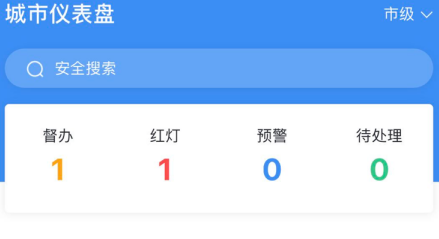 城市仪表盘 市级
安全搜索
督办 红灯 预警 待处理
1 1 0 0